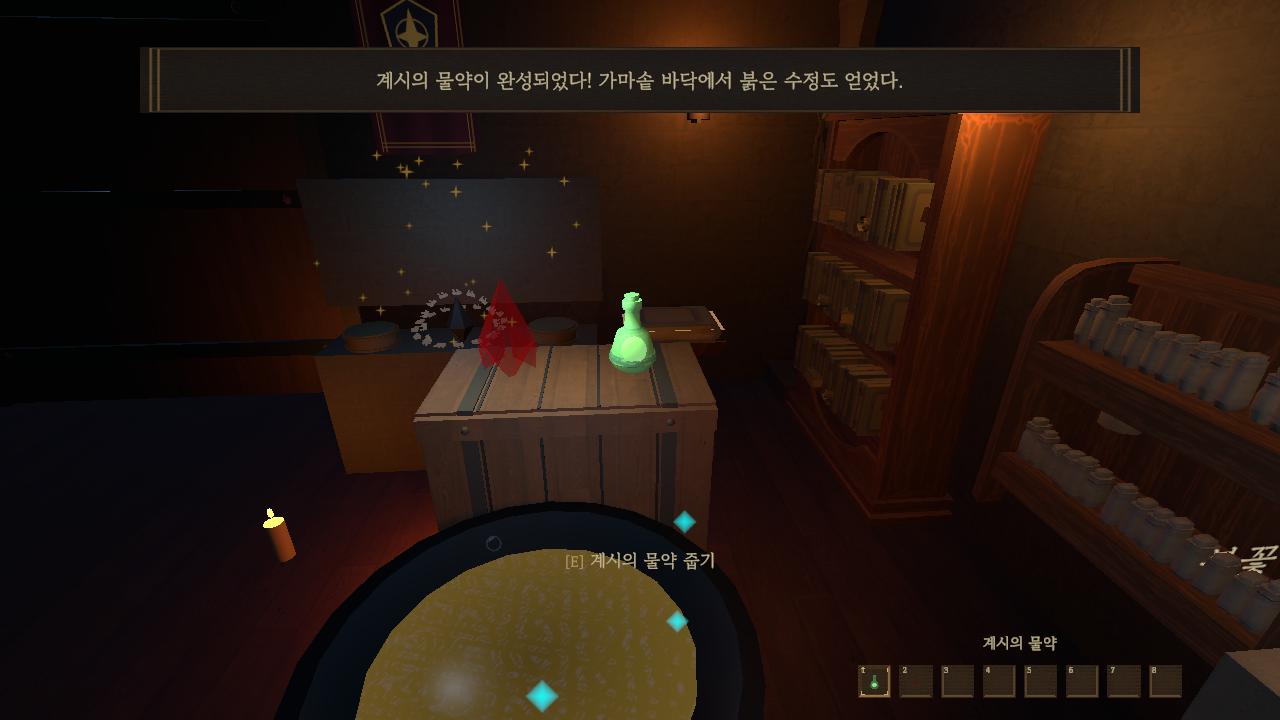 계시의 물약이 완성되었다! 가마솥 바닥에서 붉은 수정도 얻었다.
[E] 계시의 물약 줍기
꽃
계시의 물약
1 2 3 4 5 6 7 8